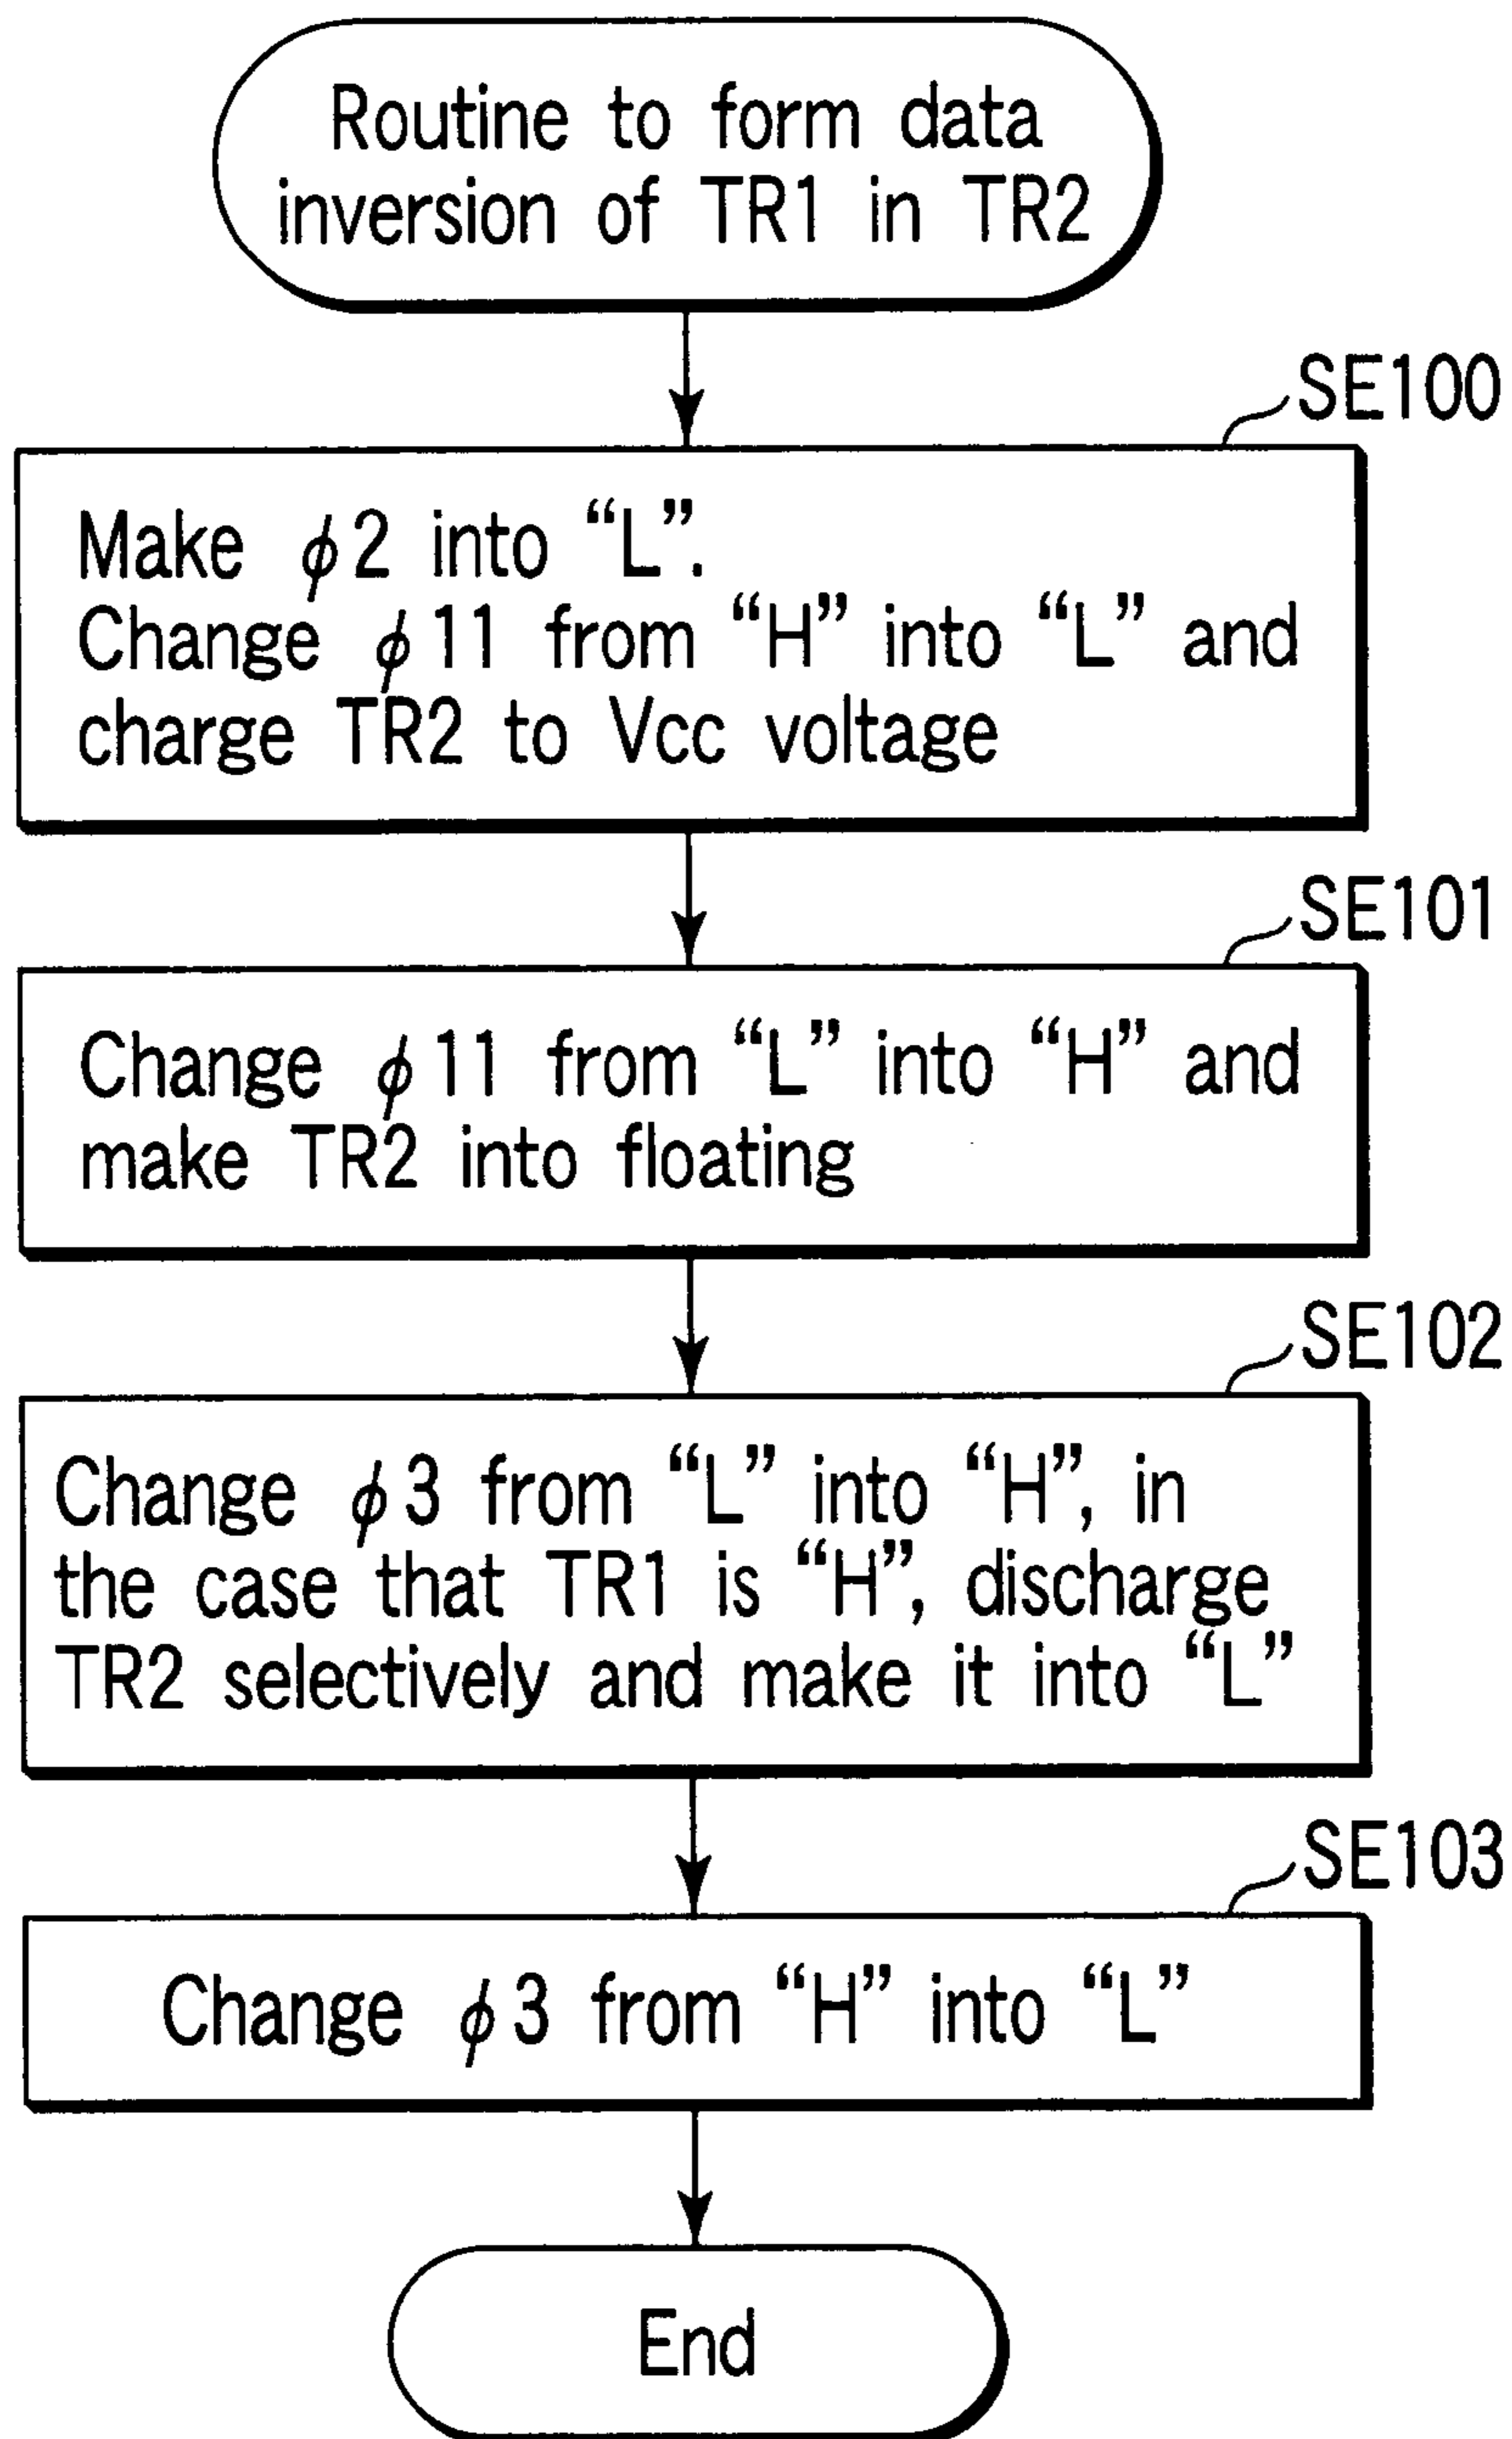 Routine to form data
inversion of TR1 in TR2
SE100
Make ϕ2 into “L”.
Change ϕ11 from “H” into “L” and
charge TR2 to Vcc voltage
SE101
Change ϕ11 from “L” into “H” and
make TR2 into floating
SE102
Change ϕ3 from “L” into “H”, in
the case that TR1 is “H”, discharge
TR2 selectively and make it into “L”
SE103
Change ϕ3 from “H” into “L”
End